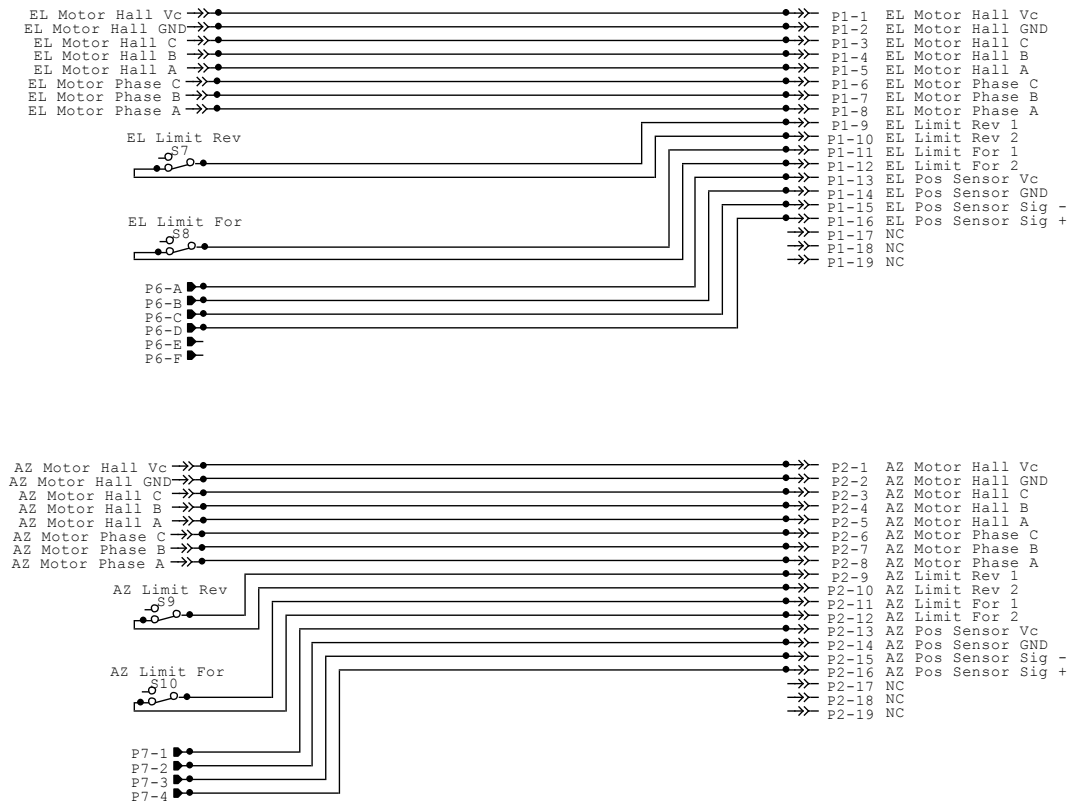 EL Motor Hall Vc P1-1 EL Motor Hall Vc
EL Motor Hall GND P1-2 EL Motor Hall GND
EL Motor Hall C P1-3 EL Motor Hall C
EL Motor Hall B P1-4 EL Motor Hall B
EL Motor Hall A P1-5 EL Motor Hall A
EL Motor Phase C P1-6 EL Motor Phase C
EL Motor Phase B P1-7 EL Motor Phase B
EL Motor Phase A P1-8 EL Motor Phase A
P1-9 EL Limit Rev 1
EL Limit Rev P1-10 EL Limit Rev 2
S7 P1-11 EL Limit For 1
P1-12 EL Limit For 2
P1-13 EL Pos Sensor Vc
P1-14 EL Pos Sensor GND
P1-15 EL Pos Sensor Sig -
EL Limit For P1-16 EL Pos Sensor Sig +
S8 P1-17 NC
P1-18 NC
P1-19 NC
P6-A
P6-B
P6-C
P6-D
P6-E
P6-F
AZ Motor Hall Vc P2-1 AZ Motor Hall Vc
AZ Motor Hall GND P2-2 AZ Motor Hall GND
AZ Motor Hall C P2-3 AZ Motor Hall C
AZ Motor Hall B P2-4 AZ Motor Hall B
AZ Motor Hall A P2-5 AZ Motor Hall A
AZ Motor Phase C P2-6 AZ Motor Phase C
AZ Motor Phase B P2-7 AZ Motor Phase B
AZ Motor Phase A P2-8 AZ Motor Phase A
P2-9 AZ Limit Rev 1
AZ Limit Rev P2-10 AZ Limit Rev 2
S9 P2-11 AZ Limit For 1
P2-12 AZ Limit For 2
P2-13 AZ Pos Sensor Vc
P2-14 AZ Pos Sensor GND
P2-15 AZ Pos Sensor Sig -
AZ Limit For P2-16 AZ Pos Sensor Sig +
S10 P2-17 NC
P2-18 NC
P2-19 NC
P7-1
P7-2
P7-3
P7-4